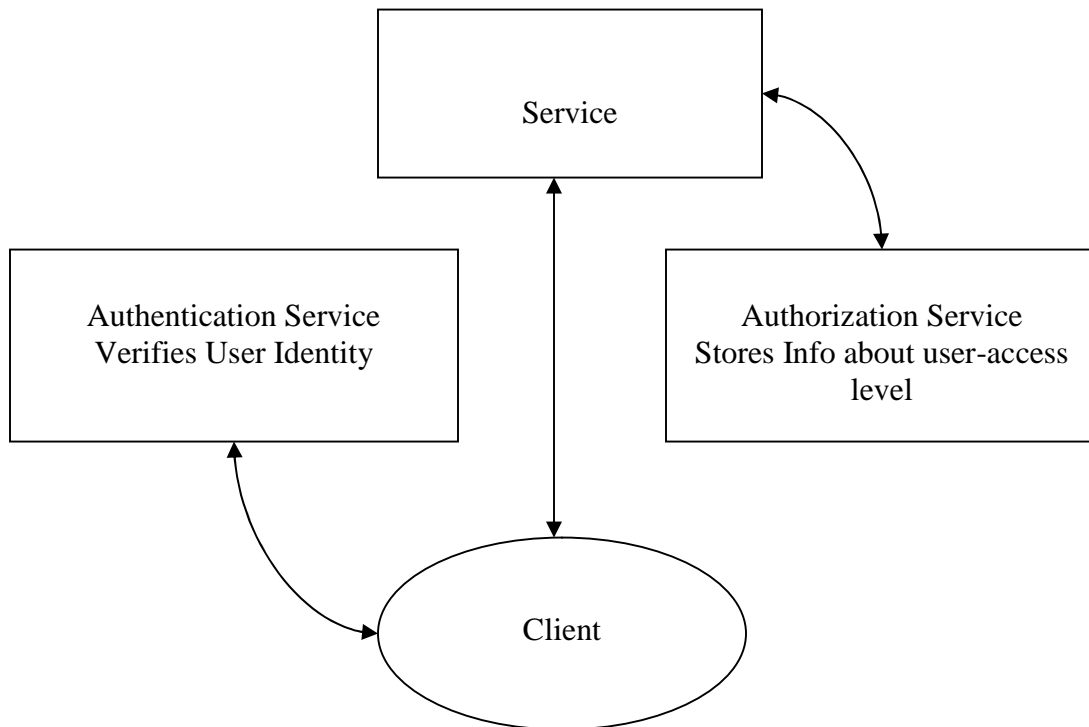 Service
Authentication Service
Verifies User Identity
Authorization Service
Stores Info about user-access
level
Client